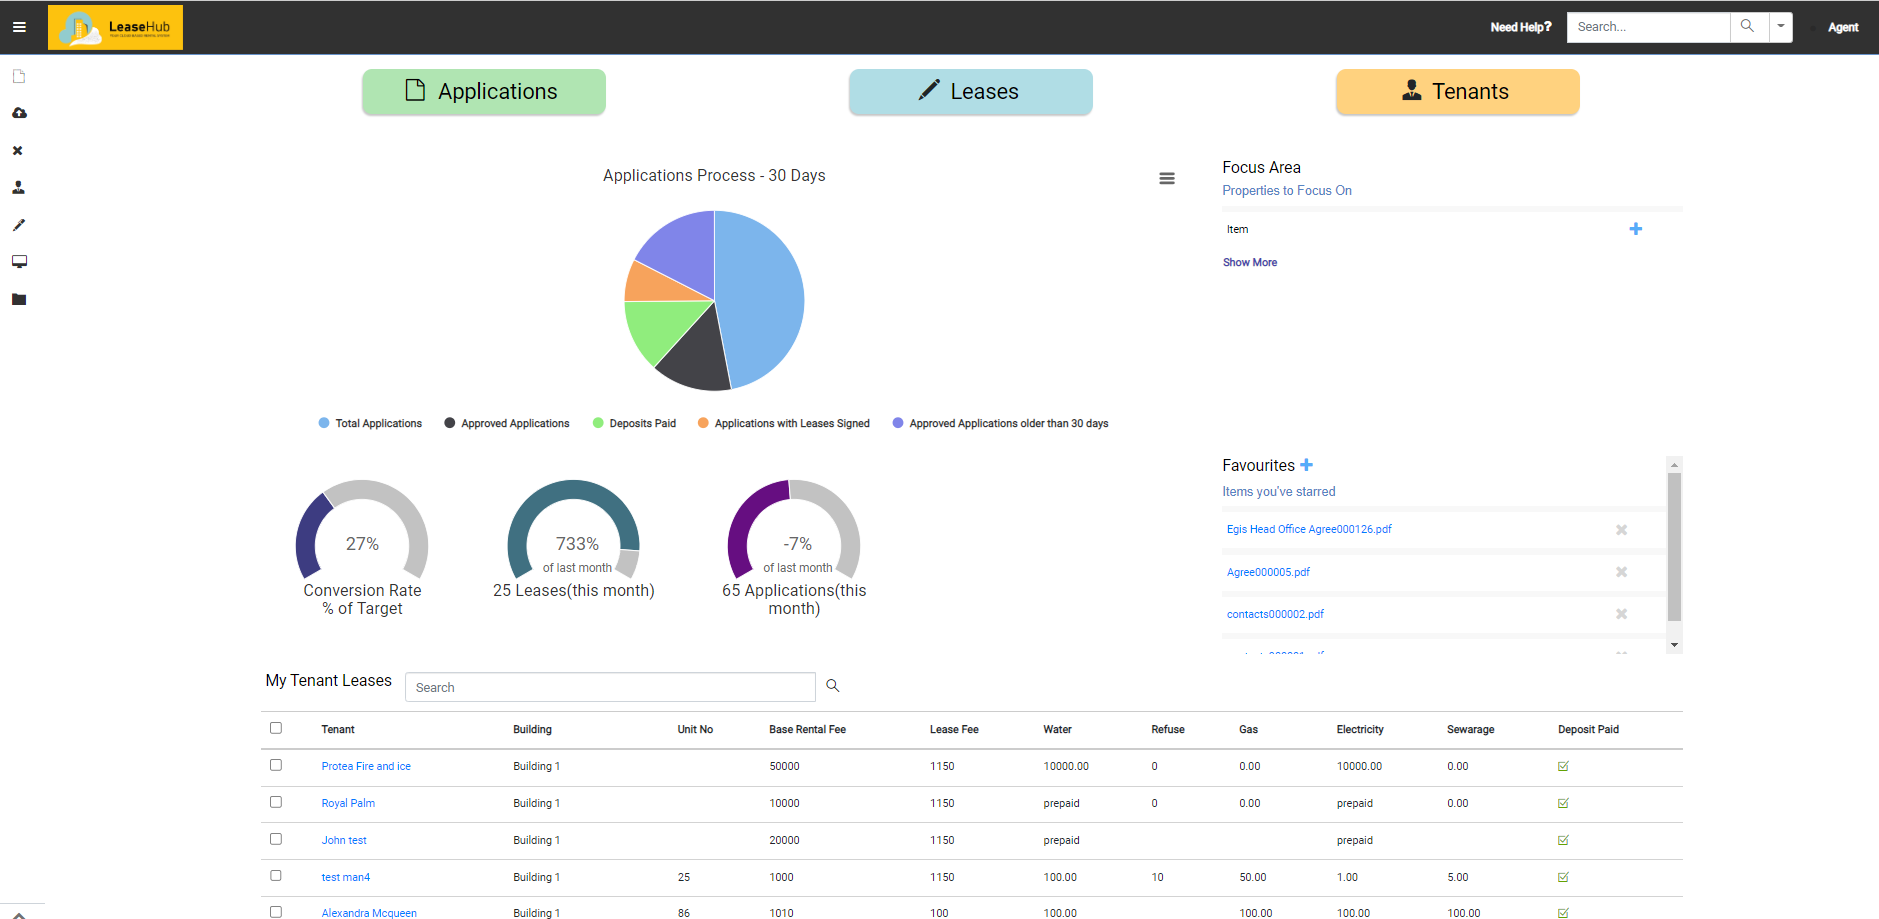 LeaseHub
Need Help?
Search...
Agent
Applications
Leases
Tenants
Applications Process - 30 Days
Total Applications
Approved Applications
Deposits Paid
Applications with Leases Signed
Approved Applications older than 30 days
Focus Area
Properties to Focus On
Item
Show More
27%
Conversion Rate
% of Target
733%
of last month
25 Leases(this month)
-7%
of last month
65 Applications(this
month)
Favourites
Items you've starred
Egis Head Office Agree000126.pdf
Agree000005.pdf
contacts000002.pdf
My Tenant Leases
Search
Tenant Building Unit No Base Rental Fee Lease Fee Water Refuse Gas Electricity Sewarage Deposit Paid
Protea Fire and ice Building 1 50000 1150 10000.00 0 0.00 10000.00 0.00
Royal Palm Building 1 10000 1150 prepaid 0 0.00 prepaid 0.00
John test Building 1 20000 1150 prepaid prepaid
test man4 Building 1 25 1000 1150 100.00 10 50.00 1.00 5.00
Alexandra Mcqueen Building 1 86 1010 100 100.00 100.00 100.00 100.00